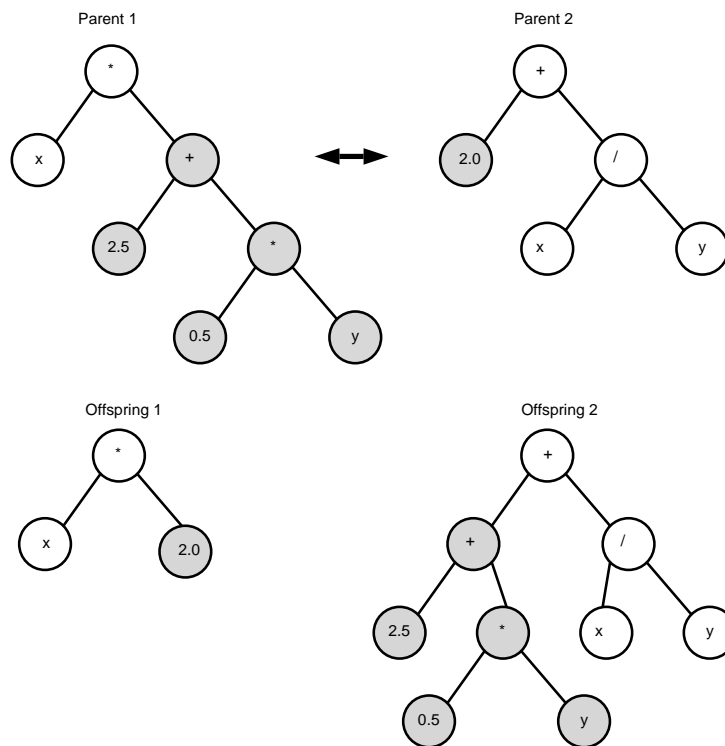 Parent 1
Parent 2
*
+
x
+
2.0
/
2.5
*
x
y
0.5
y
Offspring 1
Offspring 2
*
+
x
2.0
+
/
2.5
*
x
y
0.5
y